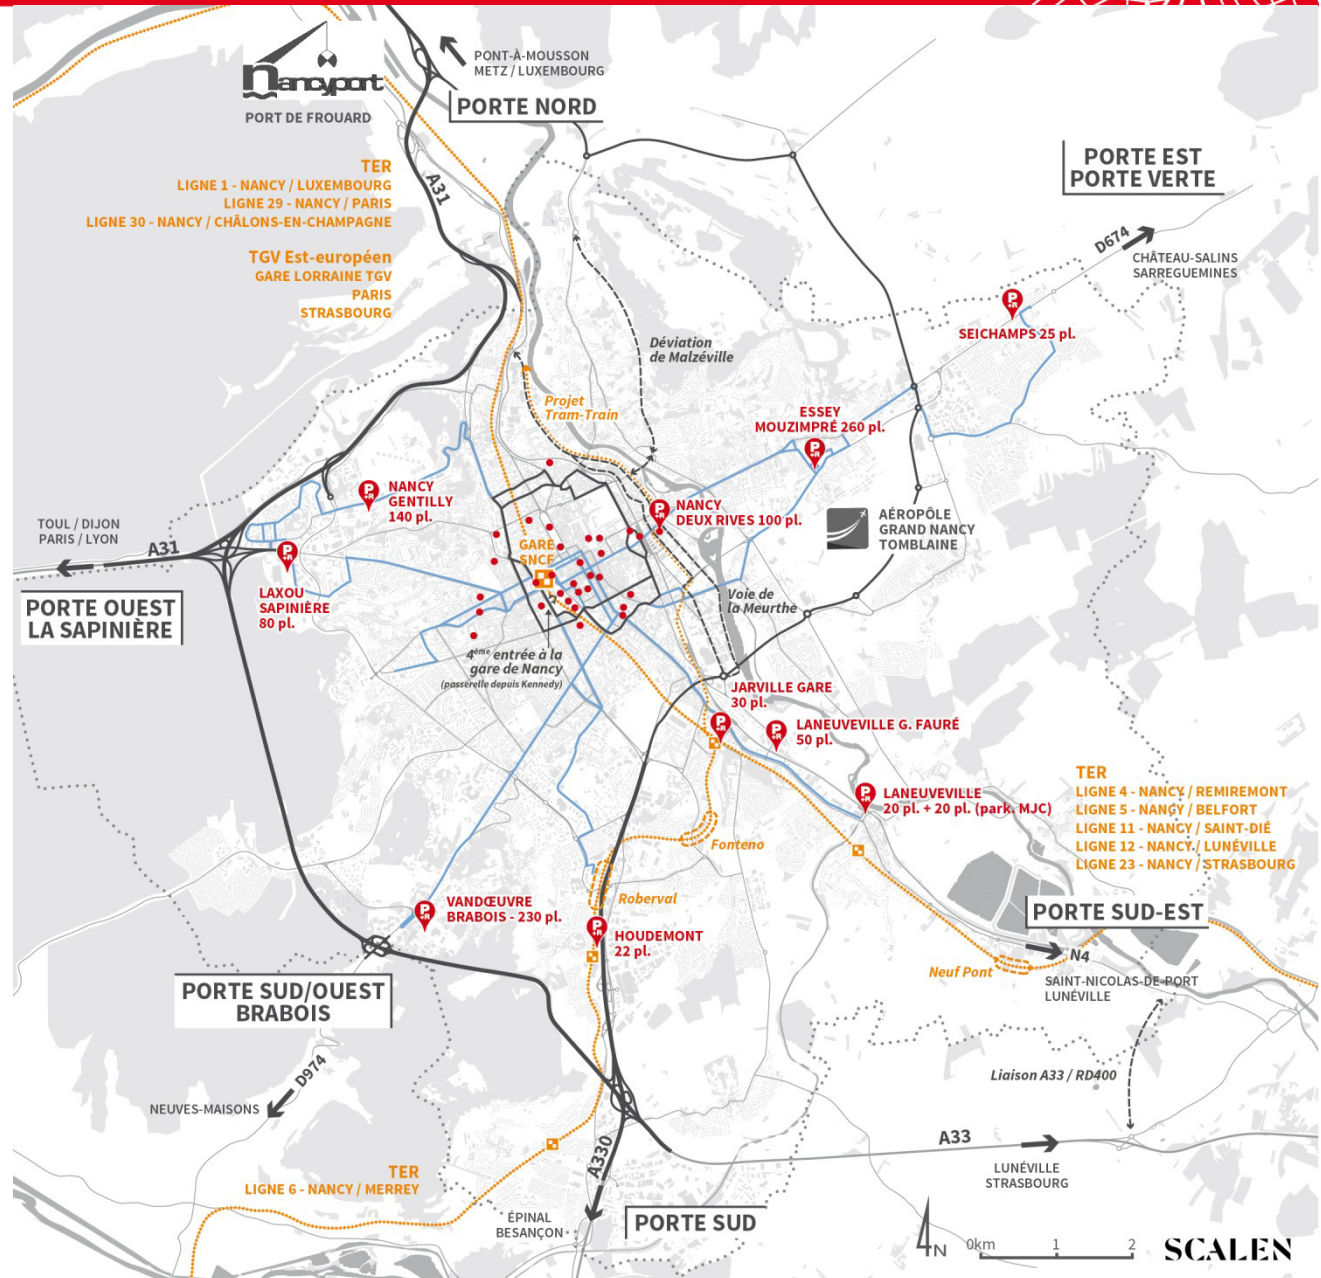 PONT-À-MOUSSON
METZ / LUXEMBOURG
Nancyport
PORT DE FROUARD
PORTE NORD
A31
TER
LIGNE 1 - NANCY / LUXEMBOURG
LIGNE 29 - NANCY / PARIS
LIGNE 30 - NANCY / CHÂLONS-EN-CHAMPAGNE
TGV Est-européen
GARE LORRAINE TGV
PARIS
STRASBOURG
PORTE EST
PORTE VERTE
D674
CHÂTEAU-SALINS
SARREGUEMINES
P+R
SEICHAMPS 25 pl.
Déviation
de Malzéville
Projet
Tram-Train
ESSEY
MOUZIMPRÉ 260 pl.
P+R
P+R
NANCY
GENTILLY
140 pl.
P+R
NANCY
DEUX RIVES 100 pl.
AÉROPÔLE
GRAND NANCY
TOMBLAINE
TOUL / DIJON
PARIS / LYON
A31
P+R
LAXOU
SAPINIÈRE
80 pl.
PORTE OUEST
LA SAPINIÈRE
GARE
SNCF
Voie de
la Meurthe
4ème entrée à la
gare de Nancy
(passerelle depuis Kennedy)
JARVILLE GARE
30 pl.
P+R
P+R
LANEUVEVILLE G. FAURÉ
50 pl.
P+R
LANEUVEVILLE
20 pl. + 20 pl. (park. MJC)
TER
LIGNE 4 - NANCY / REMIREMONT
LIGNE 5 - NANCY / BELFORT
LIGNE 11 - NANCY / SAINT-DIÉ
LIGNE 12 - NANCY / LUNÉVILLE
LIGNE 23 - NANCY / STRASBOURG
Fonteno
Roberval
P+R
VANDŒUVRE
BRABOIS - 230 pl.
P+R
HOUDEMONT
22 pl.
PORTE SUD-EST
N4
Neuf Pont
SAINT-NICOLAS-DE-PORT
LUNÉVILLE
PORTE SUD/OUEST
BRABOIS
D974
NEUVES-MAISONS
Liaison A33 / RD400
A33
LUNÉVILLE
STRASBOURG
A330
TER
LIGNE 6 - NANCY / MERREY
ÉPINAL
BESANÇON
PORTE SUD
N
0km 1 2
SCALEN